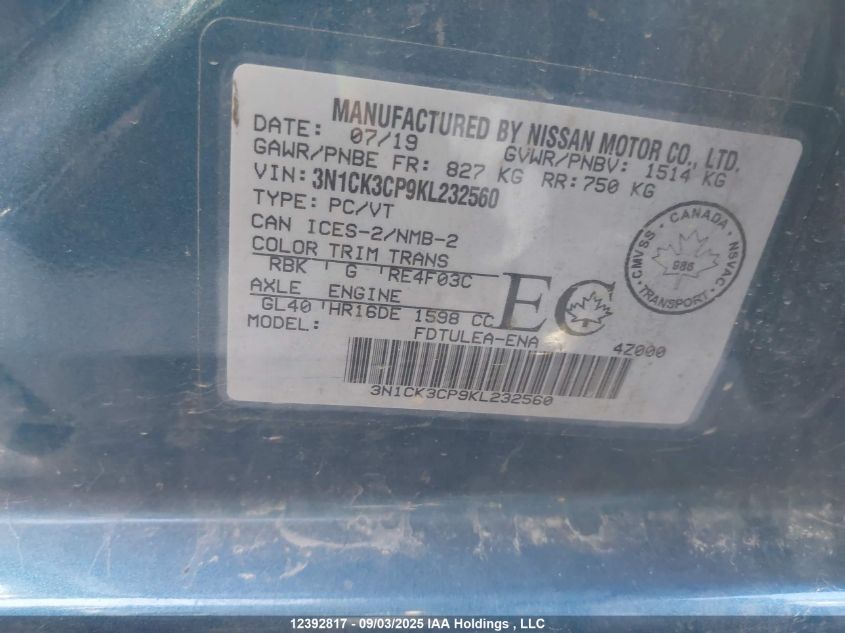 MANUFACTURED BY NISSAN MOTOR CO., LTD.
DATE: 07/19 GVWR/PNBV: 1514 KG
GAWR/PNBE FR: 827 KG RR:750 KG
VIN: 3N1CK3CP9KL232560
TYPE: PC/VT
CAN ICES-2/NMB-2
COLOR TRIM TRANS
RBK G RE4F03C
AXLE ENGINE
GL40 HR16DE 1598 CC
EC
MODEL: FDTULEA-ENA 4Z000
3N1CK3CP9KL232560
CANADA
CMVSS 986 NSVAC
TRANSPORT
12392817 - 09/03/2025 IAA Holdings , LLC